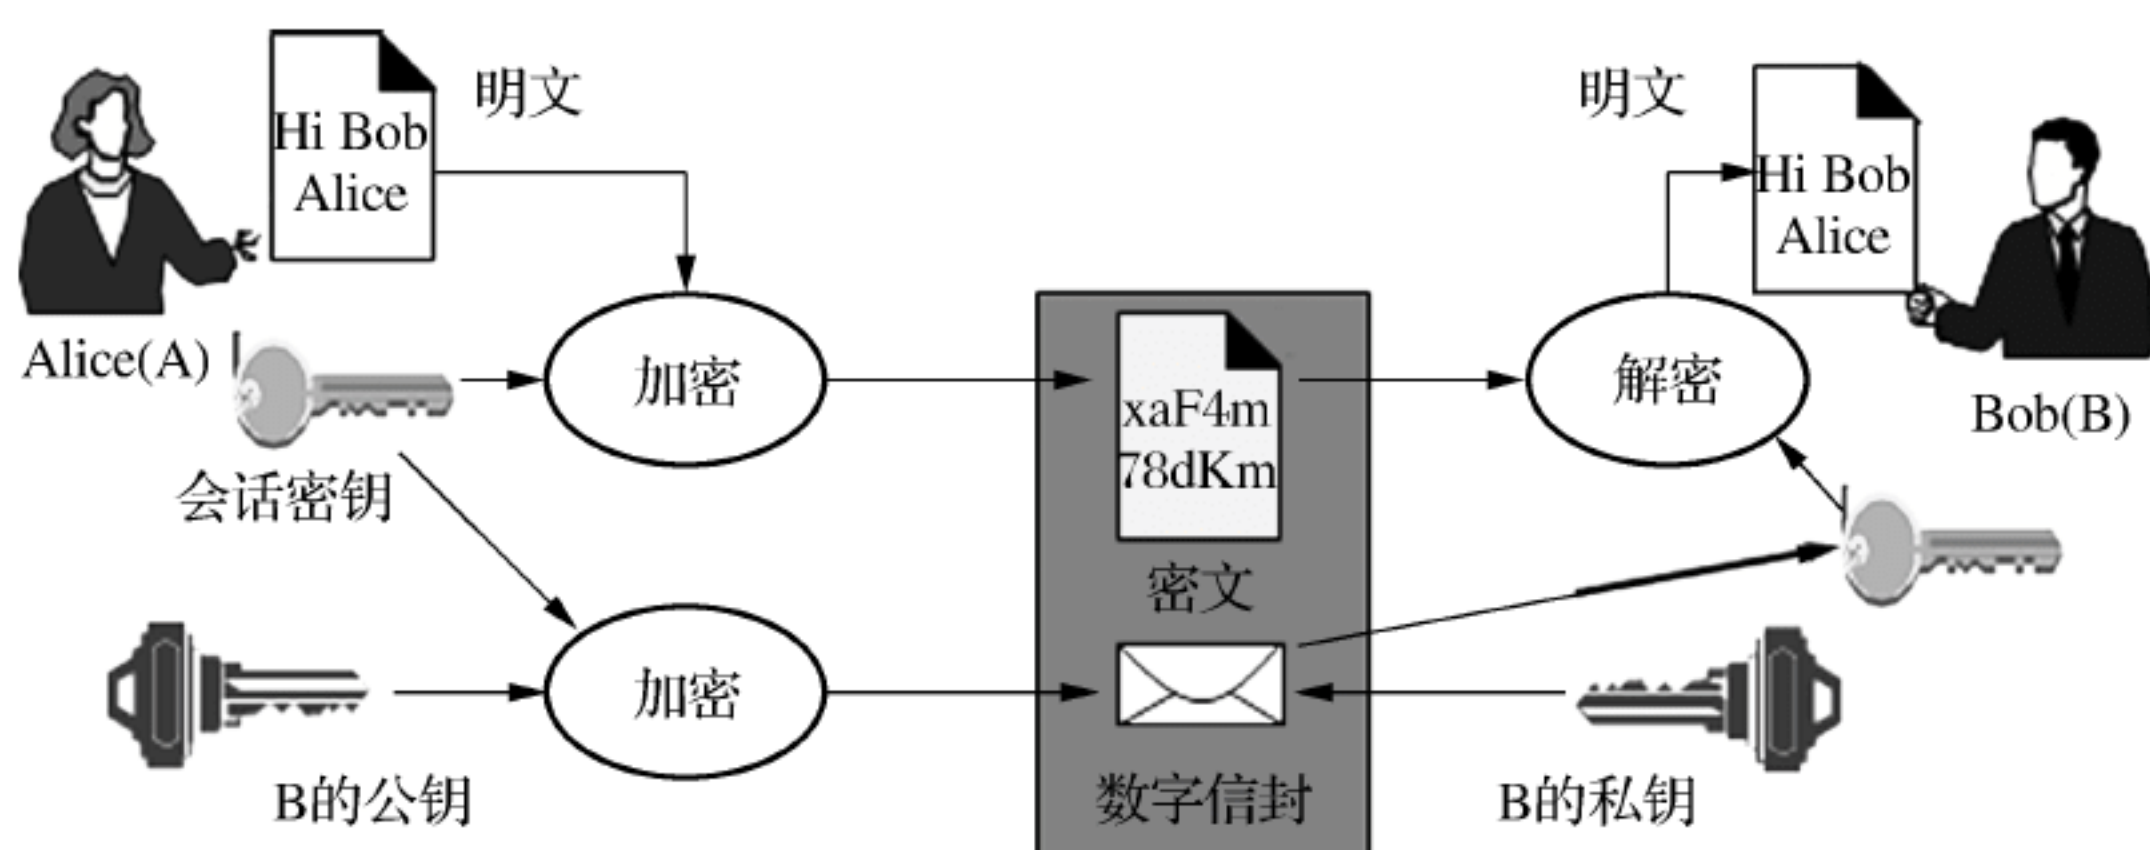 明文
Hi Bob
Alice
Alice(A)
会话密钥
加密
B的公钥
加密
xaF4m
78dKm
密文
数字信封
明文
Hi Bob
Alice
解密
Bob(B)
B的私钥